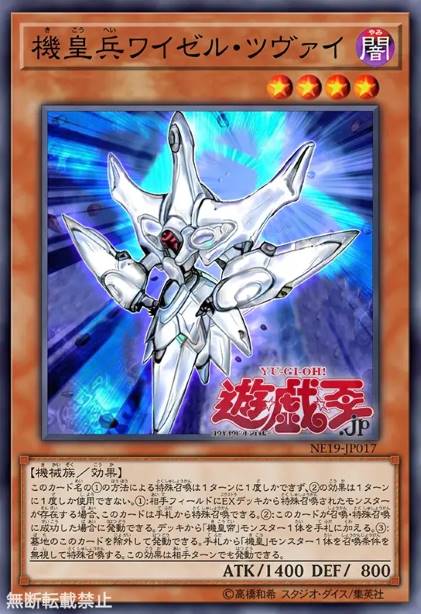 機皇兵ワイゼル・ツヴァイ
き こう へい
やみ
闇
YU-GI-OH!
遊戯王.jp
NE19-JP017
【機械族／効果】
このカード名の①の方法による特殊召喚は１ターンに１度しかできず、②の効果は１ターン
に１度しか使用できない。①：相手フィールドにEXデッキから特殊召喚されたモンスター
が存在する場合、このカードは手札から特殊召喚できる。②：このカードが召喚・特殊召喚
に成功した場合に発動できる。デッキから「機皇帝」モンスター１体を手札に加える。③：
墓地のこのカードを除外して発動できる。手札から「機皇」モンスター１体を召喚条件を
無視して特殊召喚する。この効果は相手ターンでも発動できる。
ATK/1400 DEF/ 800
無断転載禁止
©高橋和希 スタジオ・ダイス/集英社